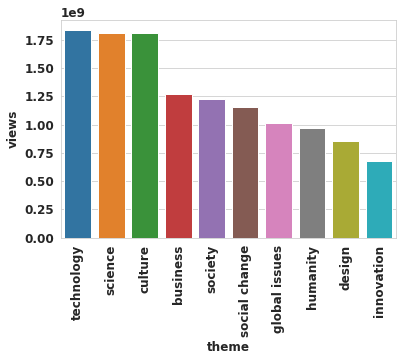 1e9
1.75
1.50
1.25
1.00
0.75
0.50
0.25
0.00
views
technology
science
culture
business
society
social change
global issues
humanity
design
innovation
theme